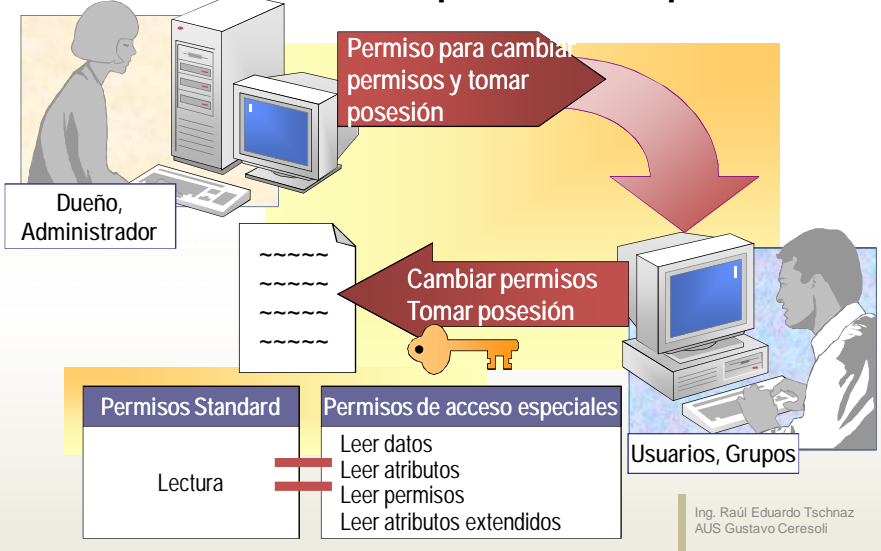 Permiso para cambiar
permisos y tomar
posesión
Dueño,
Administrador
~~~~~
~~~~~
~~~~~
~~~~~
Cambiar permisos
Tomar posesión
Usuarios, Grupos
Permisos Standard
Lectura
Permisos de acceso especiales
Leer datos
Leer atributos
Leer permisos
Leer atributos extendidos
Ing. Raúl Eduardo Tschnaz
AUS Gustavo Ceresoli